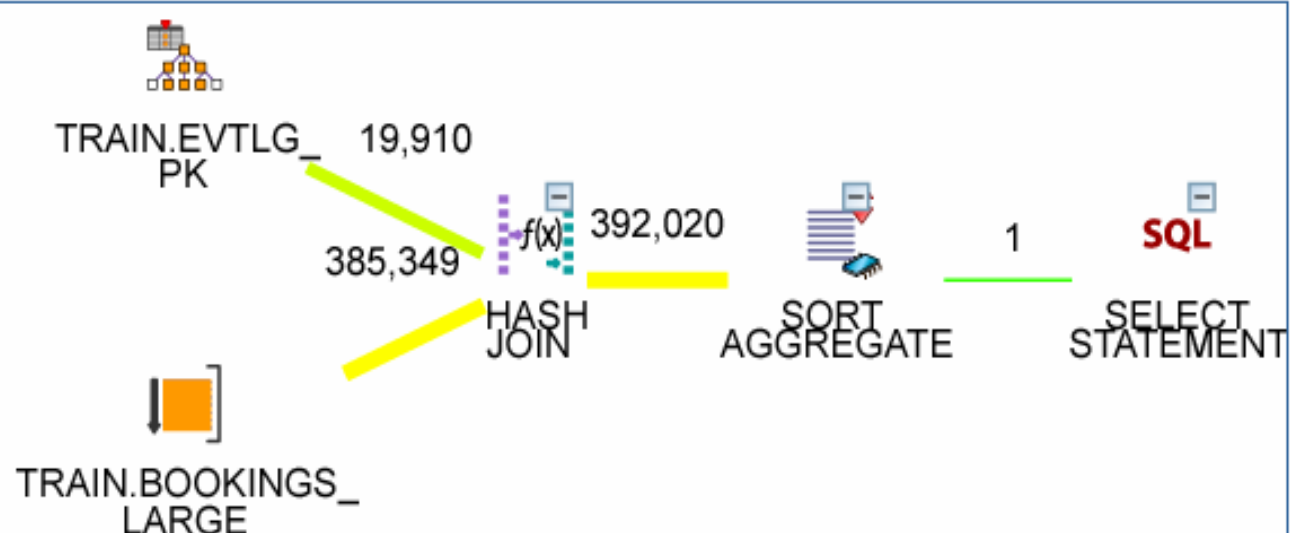 TRAIN.EVTLG_
PK
19,910
385,349
f(x)
HASH
JOIN
392,020
SORT
AGGREGATE
1
SQL
SELECT
STATEMENT
TRAIN.BOOKINGS_
LARGE